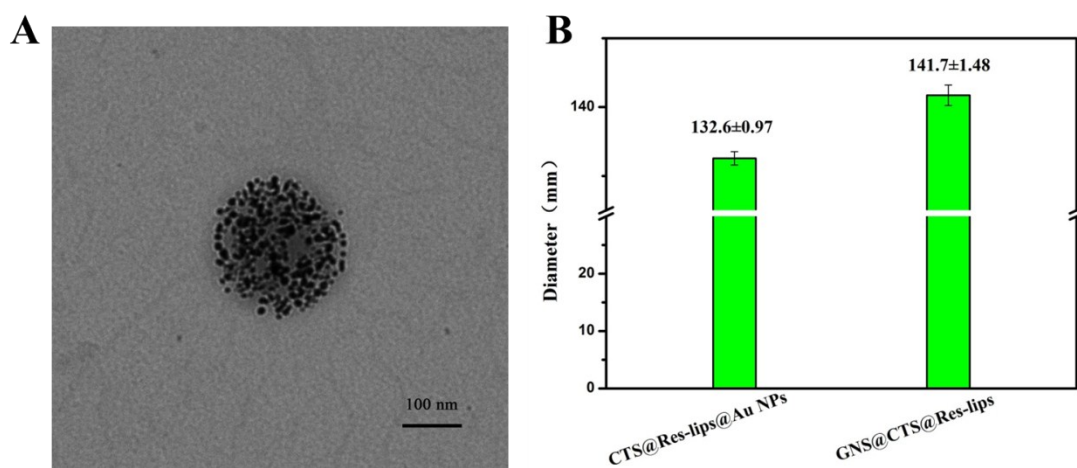 A
100 nm
B
141.7±1.48
132.6±0.97
140
20
10
0
Diameter（mm）
CTS@Res-lips@Au NPs
GNS@CTS@Res-lips